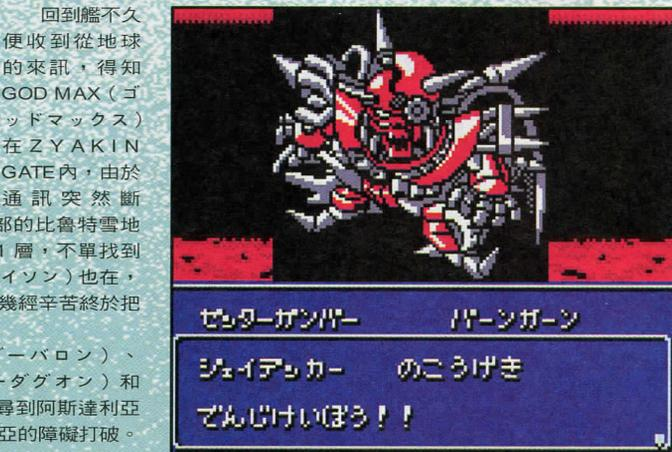 回到艦不久
便收到從地球
的來訊,得知
GOD MAX(ゴ
ッドマックス)
在ZYAKIN
GATE內,由於
通訊突然斷
部的比魯特雪地
1層,不單找到
イソン)也在,
幾經辛苦終於把
ーバロン)、
ーダグオン)和
尋到阿斯達利亞
亞的障礙打破。
ゼッターガンバー バーンガーン
ジェイデッカー のこうげき
でんじけいぼう!!